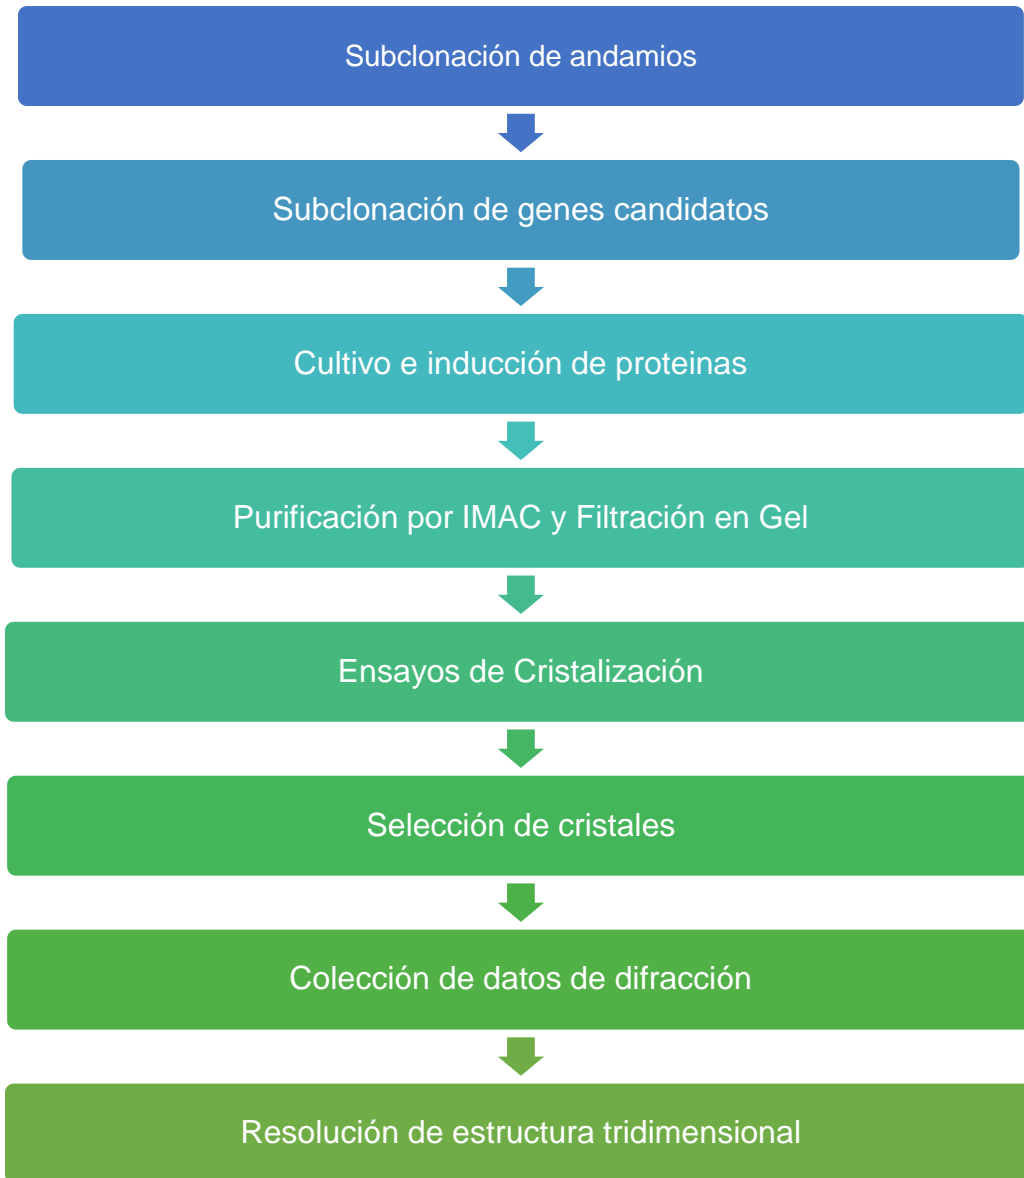 Subclonación de andamios
Subclonación de genes candidatos
Cultivo e inducción de proteinas
Purificación por IMAC y Filtración en Gel
Ensayos de Cristalización
Selección de cristales
Colección de datos de difracción
Resolución de estructura tridimensional